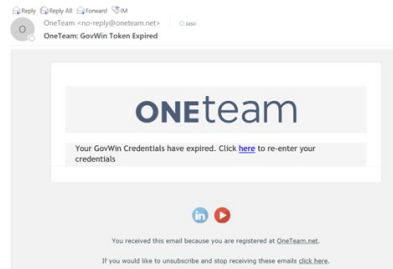 Reply Reply All Forward IM
OneTeam <no-reply@oneteam.net>
OneTeam: GovWin Token Expired
ONEteam
Your GovWin Credentials have expired. Click here to re-enter your
credentials
in
You received this email because you are registered at OneTeam.net.
If you would like to unsubscribe and stop receiving these emails click here.